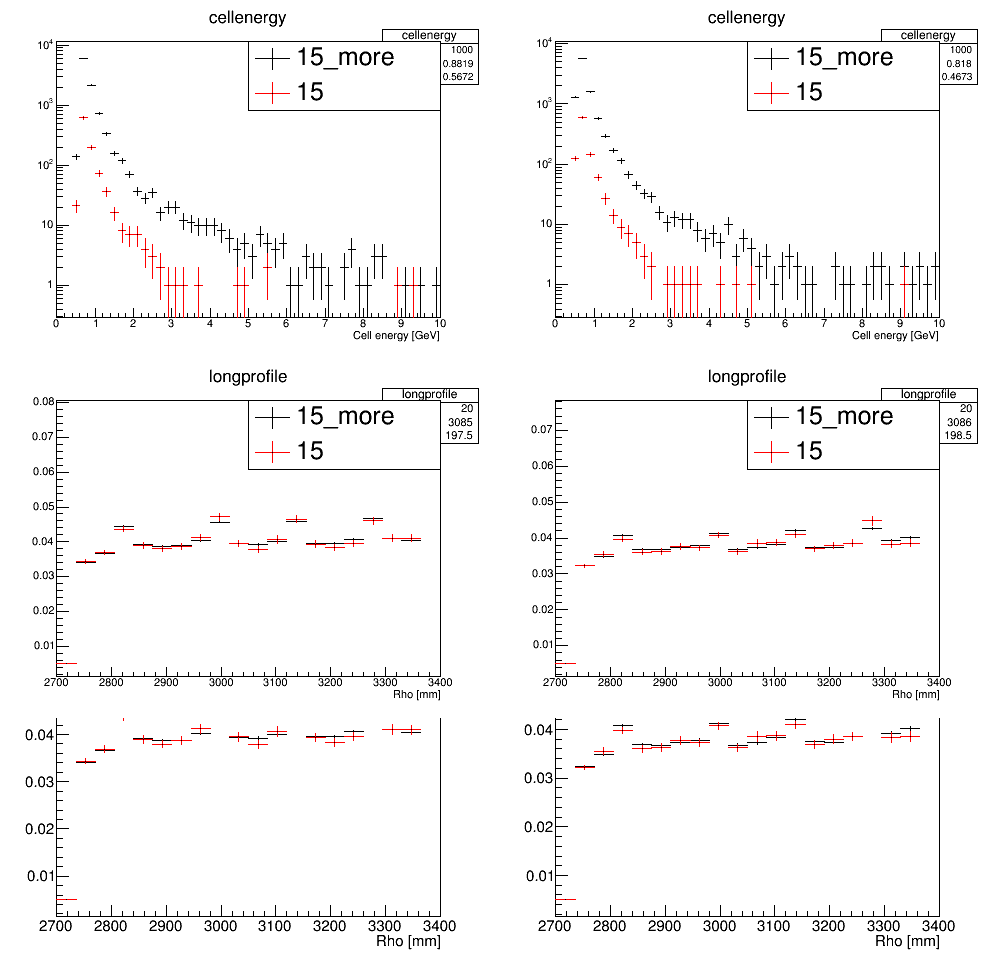 cellenergy
cellenergy
1000
0.8819
0.5672
15_more
15
10⁴
10³
10²
10
1
0 1 2 3 4 5 6 7 8 9 10
Cell energy [GeV]
cellenergy
cellenergy
1000
0.818
0.4673
15_more
15
10⁴
10³
10²
10
1
0 1 2 3 4 5 6 7 8 9 10
Cell energy [GeV]
longprofile
longprofile
20
3085
197.5
15_more
15
0.08
0.07
0.06
0.05
0.04
0.03
0.02
0.01
2700 2800 2900 3000 3100 3200 3300 3400
Rho [mm]
longprofile
longprofile
20
3086
198.5
15_more
15
0.07
0.06
0.05
0.04
0.03
0.02
0.01
2700 2800 2900 3000 3100 3200 3300 3400
Rho [mm]
0.04
0.03
0.02
0.01
2700 2800 2900 3000 3100 3200 3300 3400
Rho [mm]
0.04
0.03
0.02
0.01
2700 2800 2900 3000 3100 3200 3300 3400
Rho [mm]